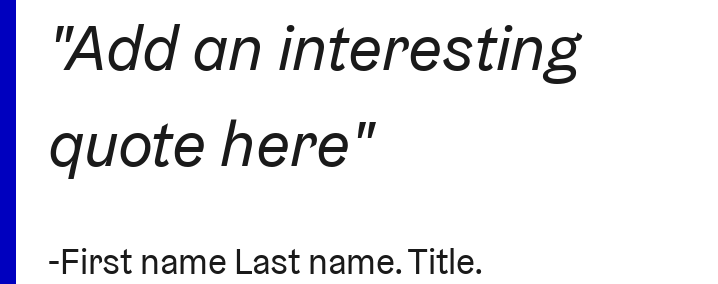 "Add an interesting
quote here"
-First name Last name. Title.